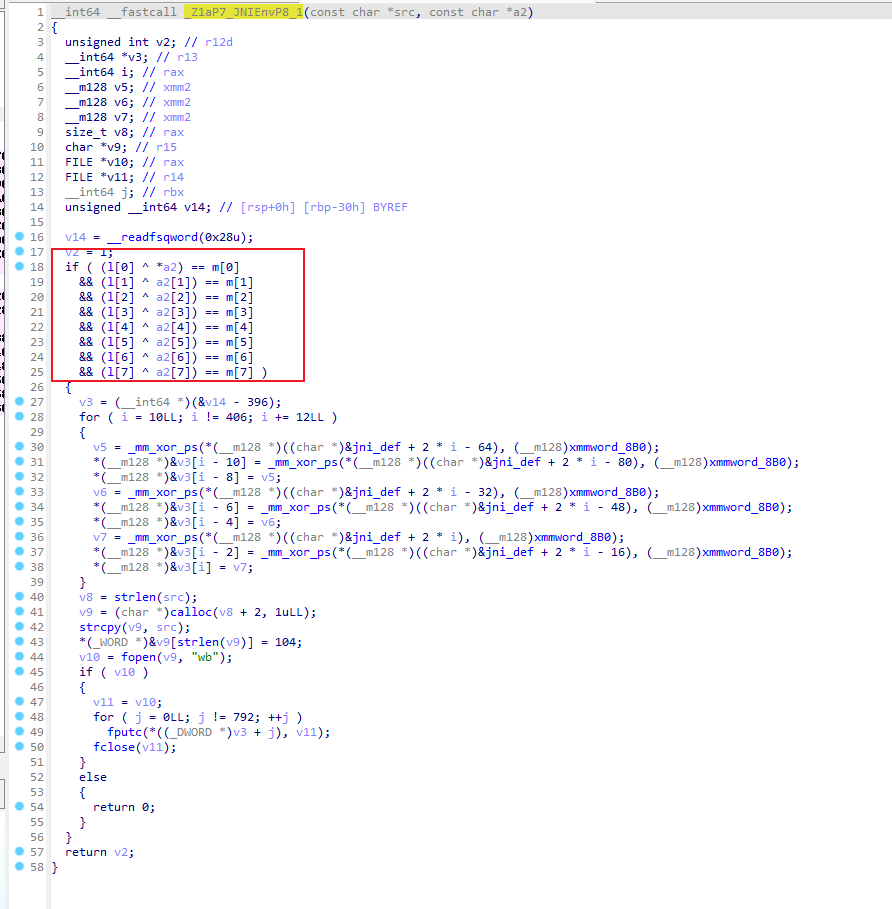 1 __int64 __fastcall _Z1aP7_JNIEnvP8_1(const char *src, const char *a2)
2 {
3 unsigned int v2; // r12d
4 __int64 *v3; // r13
5 __int64 i; // rax
6 __m128 v5; // xmm2
7 __m128 v6; // xmm2
8 __m128 v7; // xmm2
9 size_t v8; // rax
10 char *v9; // r15
11 FILE *v10; // rax
12 FILE *v11; // r14
13 __int64 j; // rbx
14 unsigned __int64 v14; // [rsp+0h] [rbp-30h] BYREF
15
16 v14 = __readfsqword(0x28u);
17 v2 = 1;
18 if ( (l[0] ^ *a2) == m[0]
19 && (l[1] ^ a2[1]) == m[1]
20 && (l[2] ^ a2[2]) == m[2]
21 && (l[3] ^ a2[3]) == m[3]
22 && (l[4] ^ a2[4]) == m[4]
23 && (l[5] ^ a2[5]) == m[5]
24 && (l[6] ^ a2[6]) == m[6]
25 && (l[7] ^ a2[7]) == m[7] )
26 {
27 v3 = (__int64 *)(&v14 - 396);
28 for ( i = 10LL; i != 406; i += 12LL )
29 {
30 v5 = _mm_xor_ps(*(__m128 *)((char *)&jni_def + 2 * i - 64), (__m128)xmmword_8B0);
31 *(__m128 *)&v3[i - 10] = _mm_xor_ps(*(__m128 *)((char *)&jni_def + 2 * i - 80), (__m128)xmmword_8B0);
32 *(__m128 *)&v3[i - 8] = v5;
33 v6 = _mm_xor_ps(*(__m128 *)((char *)&jni_def + 2 * i - 32), (__m128)xmmword_8B0);
34 *(__m128 *)&v3[i - 6] = _mm_xor_ps(*(__m128 *)((char *)&jni_def + 2 * i - 48), (__m128)xmmword_8B0);
35 *(__m128 *)&v3[i - 4] = v6;
36 v7 = _mm_xor_ps(*(__m128 *)((char *)&jni_def + 2 * i), (__m128)xmmword_8B0);
37 *(__m128 *)&v3[i - 2] = _mm_xor_ps(*(__m128 *)((char *)&jni_def + 2 * i - 16), (__m128)xmmword_8B0);
38 *(__m128 *)&v3[i] = v7;
39 }
40 v8 = strlen(src);
41 v9 = (char *)calloc(v8 + 2, 1uLL);
42 strcpy(v9, src);
43 *(_WORD *)&v9[strlen(v9)] = 104;
44 v10 = fopen(v9, "wb");
45 if ( v10 )
46 {
47 v11 = v10;
48 for ( j = 0LL; j != 792; ++j )
49 fputc(*((_DWORD *)v3 + j), v11);
50 fclose(v11);
51 }
52 else
53 {
54 return 0;
55 }
56 }
57 return v2;
58 }